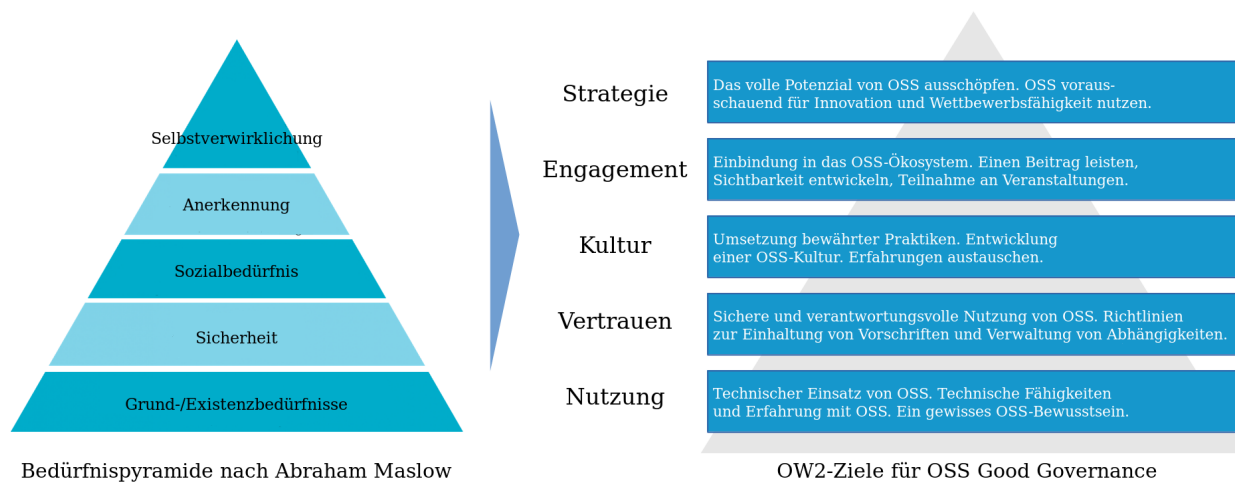 Selbstverwirklichung
Anerkennung
Sozialbedürfnis
Sicherheit
Grund-/Existenzbedürfnisse
Bedürfnispyramide nach Abraham Maslow
Strategie
Das volle Potenzial von OSS ausschöpfen. OSS voraus-
schauend für Innovation und Wettbewerbsfähigkeit nutzen.
Engagement
Einbindung in das OSS-Ökosystem. Einen Beitrag leisten,
Sichtbarkeit entwickeln, Teilnahme an Veranstaltungen.
Kultur
Umsetzung bewährter Praktiken. Entwicklung
einer OSS-Kultur. Erfahrungen austauschen.
Vertrauen
Sichere und verantwortungsvolle Nutzung von OSS. Richtlinien
zur Einhaltung von Vorschriften und Verwaltung von Abhängigkeiten.
Nutzung
Technischer Einsatz von OSS. Technische Fähigkeiten
und Erfahrung mit OSS. Ein gewisses OSS-Bewusstsein.
OW2-Ziele für OSS Good Governance